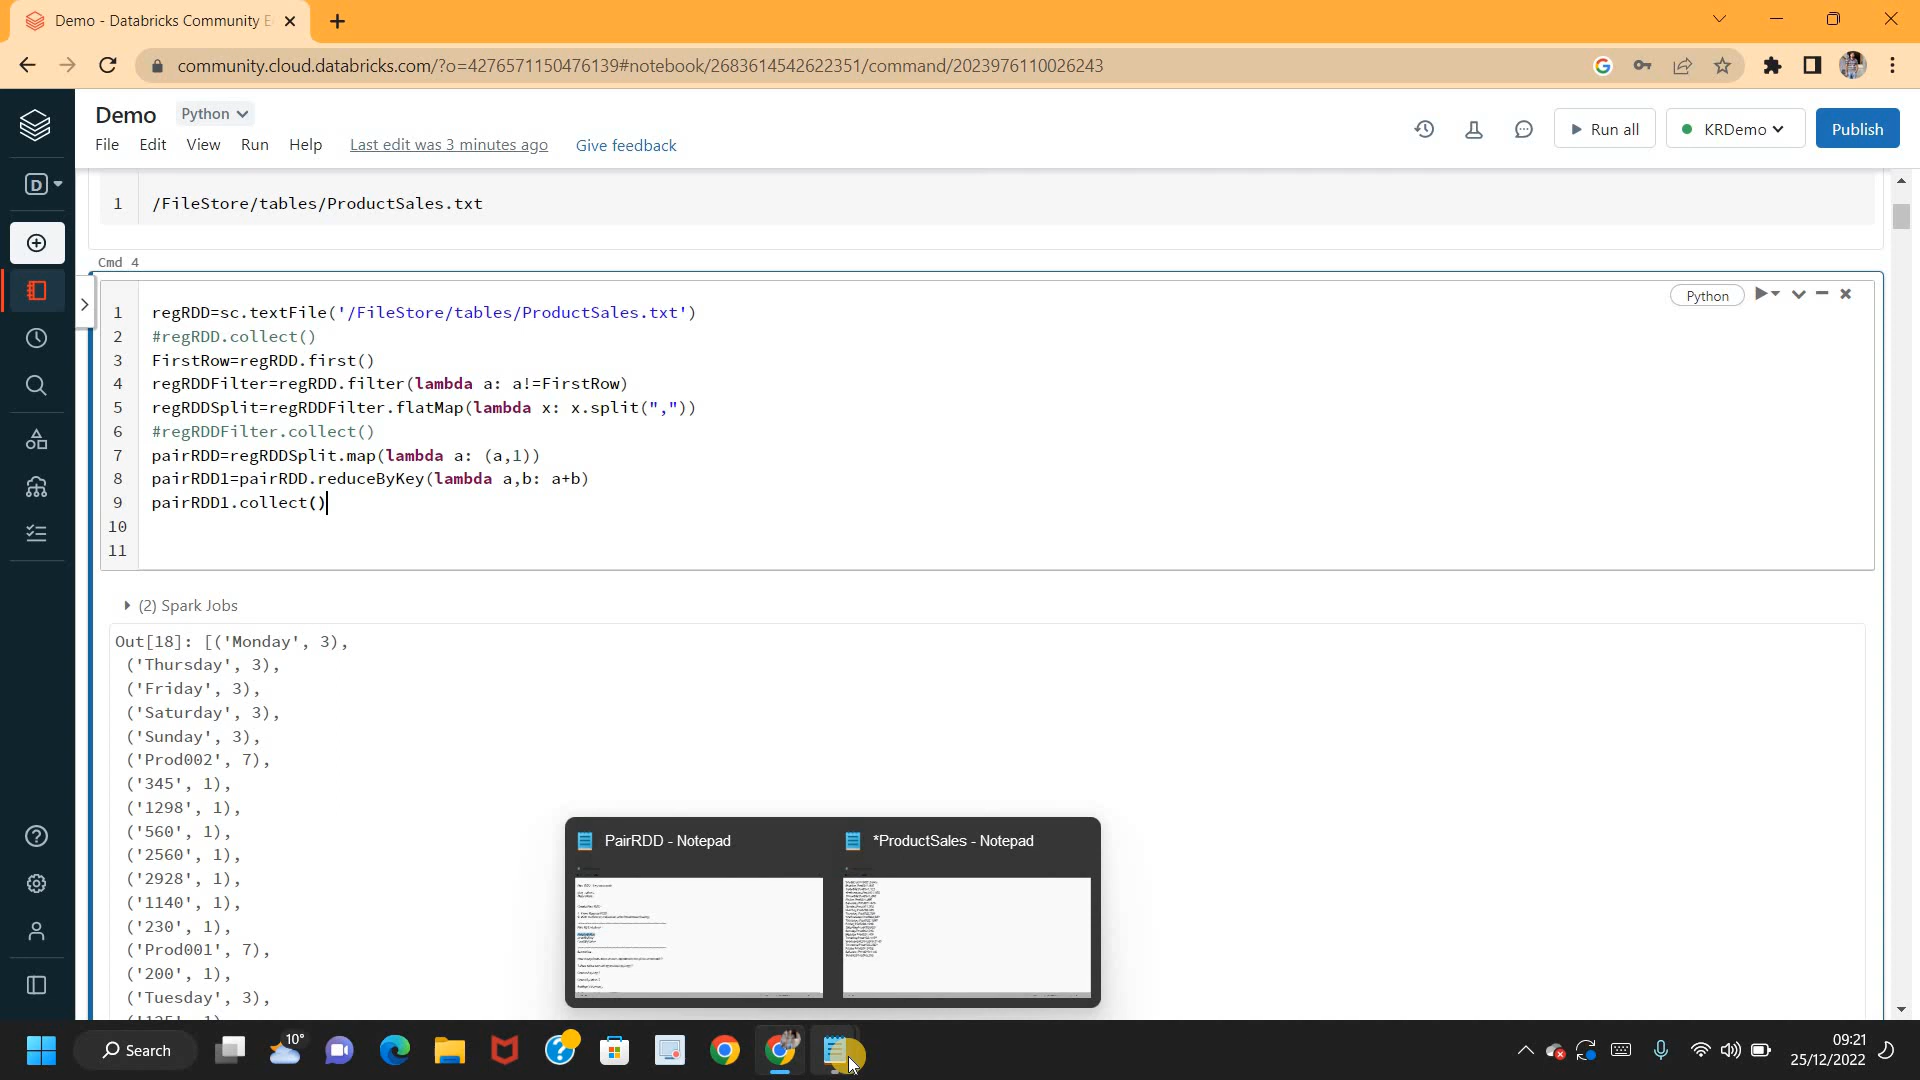 Demo - Databricks Community E
community.cloud.databricks.com/?o=4276571150476139#notebook/2683614542622351/command/2023976110026243
Demo
Python
File
Edit
View
Run
Help
Last edit was 3 minutes ago
Give feedback
Run all
KRDemo
Publish
D
1 /FileStore/tables/ProductSales.txt
Cmd 4
Python
1 regRDD=sc.textFile('/FileStore/tables/ProductSales.txt')
2 #regRDD.collect()
3 FirstRow=regRDD.first()
4 regRDDFilter=regRDD.filter(lambda a: a!=FirstRow)
5 regRDDSplit=regRDDFilter.flatMap(lambda x: x.split(","))
6 #regRDDFilter.collect()
7 pairRDD=regRDDSplit.map(lambda a: (a,1))
8 pairRDD1=pairRDD.reduceByKey(lambda a,b: a+b)
9 pairRDD1.collect()
10
11
(2) Spark Jobs
Out[18]: [('Monday', 3),
('Thursday', 3),
('Friday', 3),
('Saturday', 3),
('Sunday', 3),
('Prod002', 7),
('345', 1),
('1298', 1),
('560', 1),
('2560', 1),
('2928', 1),
('1140', 1),
('230', 1),
('Prod001', 7),
('200', 1),
('Tuesday', 3),
PairRDD - Notepad
*ProductSales - Notepad
Search
10°
09:21
25/12/2022